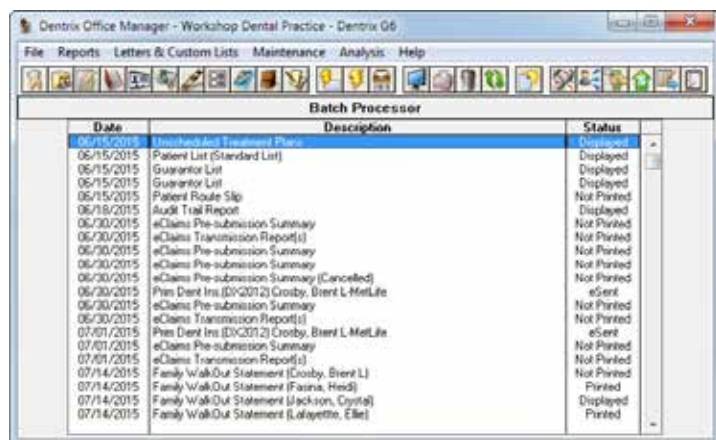 Dentrix Office Manager - Workshop Dental Practice - Dentrix G6
File Reports Letters & Custom Lists Maintenance Analysis Help
Batch Processor
Date Description Status
06/15/2015 Unscheduled Treatment Plans Displayed
06/15/2015 Patient List (Standard List) Displayed
06/15/2015 Guarantor List Displayed
06/15/2015 Guarantor List Displayed
06/15/2015 Patient Route Slip Not Printed
06/18/2015 Audit Trail Report Displayed
06/30/2015 eClaims Pre-submission Summary Not Printed
06/30/2015 eClaims Transmission Report(s) Not Printed
06/30/2015 eClaims Pre-submission Summary Not Printed
06/30/2015 eClaims Pre-submission Summary Not Printed
06/30/2015 eClaims Pre-submission Summary (Cancelled) Not Printed
06/30/2015 Prim Dent Ins.(DX2012) Crosby, Brent L-MetLife eSent
06/30/2015 eClaims Pre-submission Summary Not Printed
06/30/2015 eClaims Transmission Report(s) Not Printed
07/01/2015 Prim Dent Ins.(DX2012) Crosby, Brent L-MetLife eSent
07/01/2015 eClaims Pre-submission Summary Not Printed
07/01/2015 eClaims Transmission Report(s) Not Printed
07/14/2015 Family WalkOut Statement (Crosby, Brent L) Not Printed
07/14/2015 Family WalkOut Statement (Farina, Heidi) Printed
07/14/2015 Family WalkOut Statement (Jackson, Crystal) Displayed
07/14/2015 Family WalkOut Statement (Lafayette, Ellie) Printed